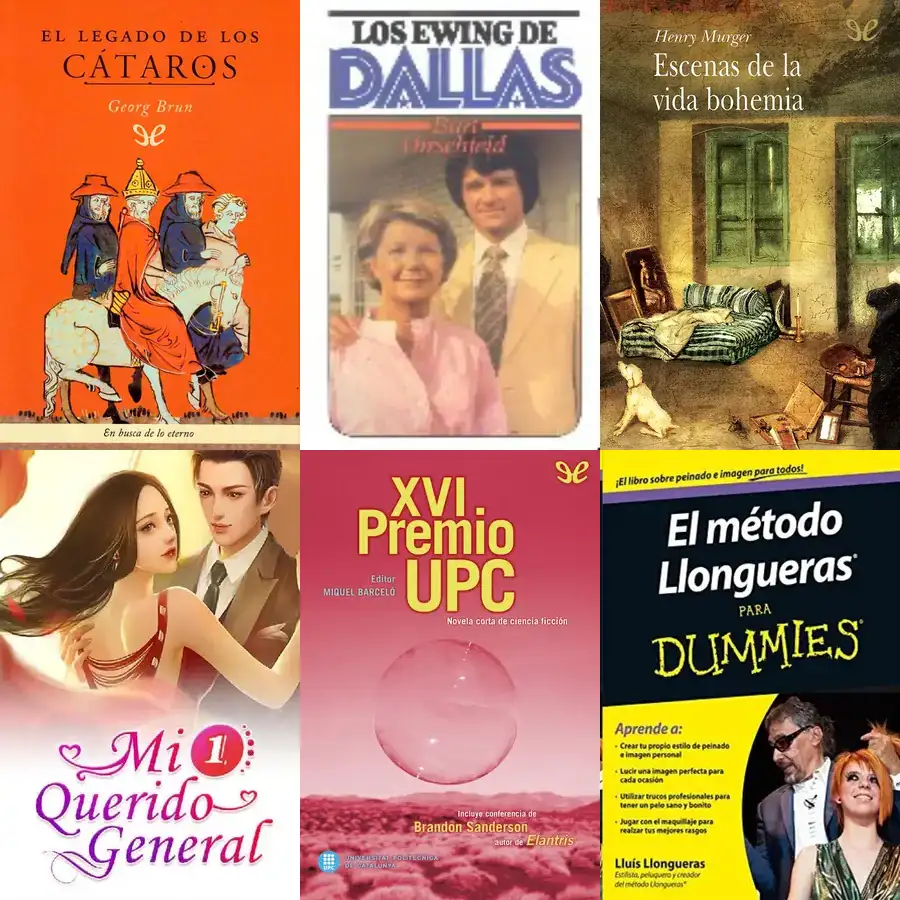 EL LEGADO DE LOS
CÁTAROS
Georg Brun
En busca de lo eterno
LOS EWING DE
DALLAS
Burt
Hirschfeld
Henry Murger
Escenas de la
vida bohemia
Mi 1
Querido
General
XVI
Premio
UPC
Editor
MIQUEL BARCELÓ
Novela corta de ciencia ficción
Incluye conferencia de
Brandon Sanderson
autor de Elantris
UPC
UNIVERSITAT POLITÈCNICA
DE CATALUNYA
¡El libro sobre peinado e imagen para todos!
El método
Llongueras®
PARA
DUMMIES®
Aprende a:
• Crear tu propio estilo de peinado
e imagen personal
• Lucir una imagen perfecta para
cada ocasión
• Utilizar trucos profesionales para
tener un pelo sano y bonito
• Jugar con el maquillaje para
realzar tus mejores rasgos
Lluís Llongueras
Estilista, peluquero y creador
del método Llongueras®